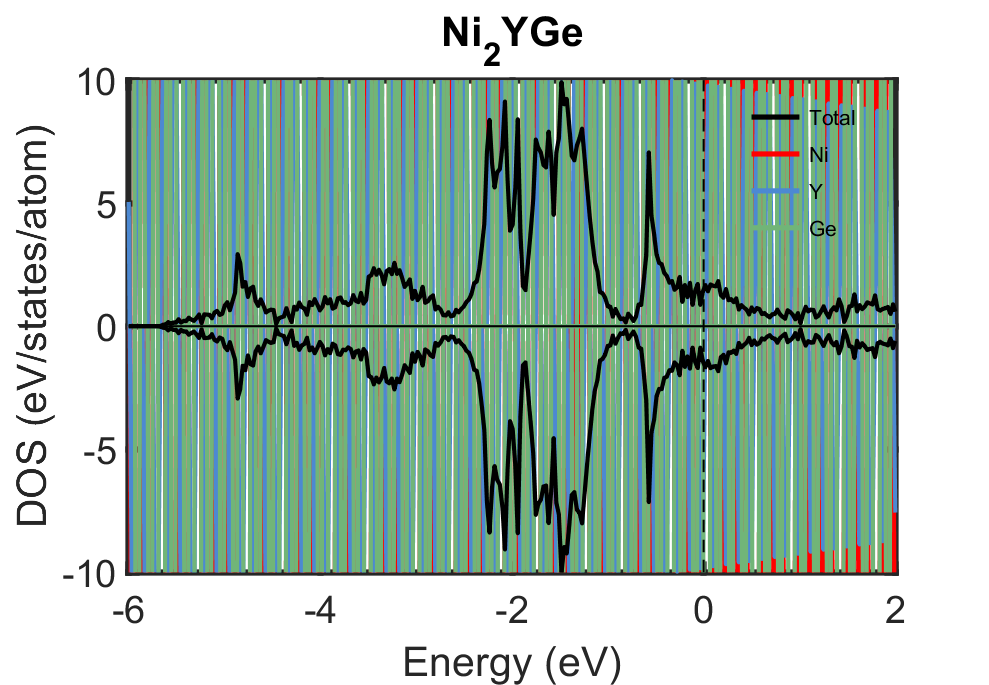 Ni2YGe
DOS (eV/states/atom)
10
5
0
-5
-10
Total
Ni
Y
Ge
-6
-4
-2
0
2
Energy (eV)